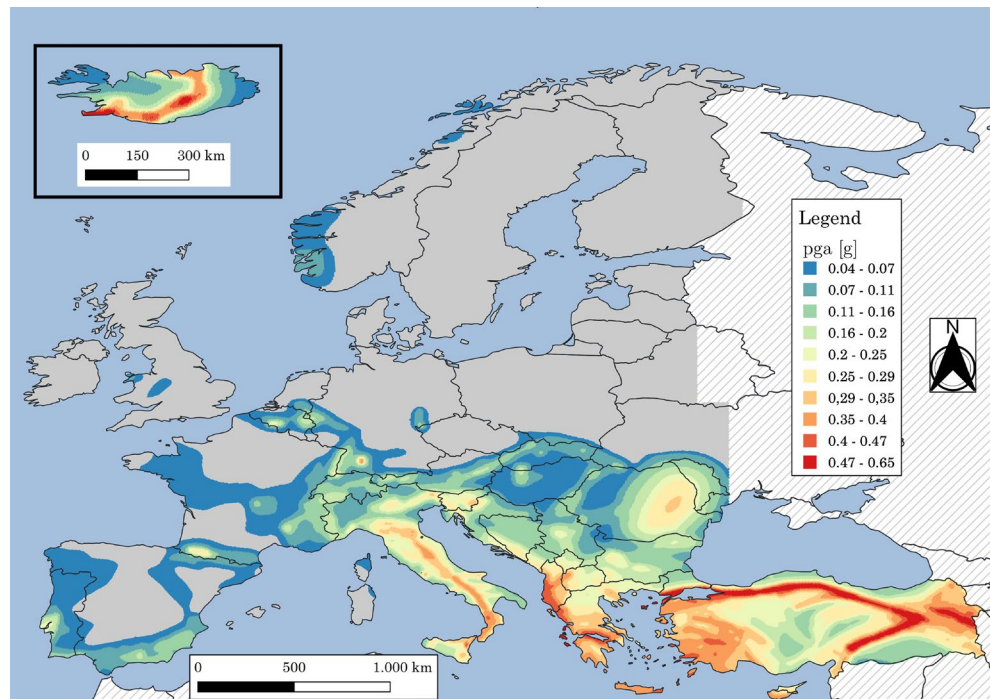 0 150 300 km
Legend
pga [g]
0.04 - 0.07
0.07 - 0.11
0.11 - 0.16
0.16 - 0.2
0.2 - 0.25
0.25 - 0.29
0,29 - 0.35
0.35 - 0.4
0.4 - 0.47
0.47 - 0.65
N
0 500 1.000 km